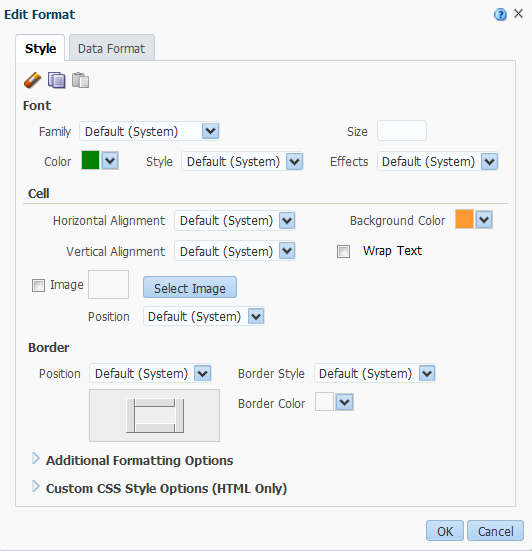 Edit Format
Style Data Format
Font
Family Default (System) Size
Color Style Default (System) Effects Default (System)
Cell
Horizontal Alignment Default (System) Background Color
Vertical Alignment Default (System) Wrap Text
Image Select Image
Position Default (System)
Border
Position Default (System) Border Style Default (System)
Border Color
Additional Formatting Options
Custom CSS Style Options (HTML Only)
OK Cancel